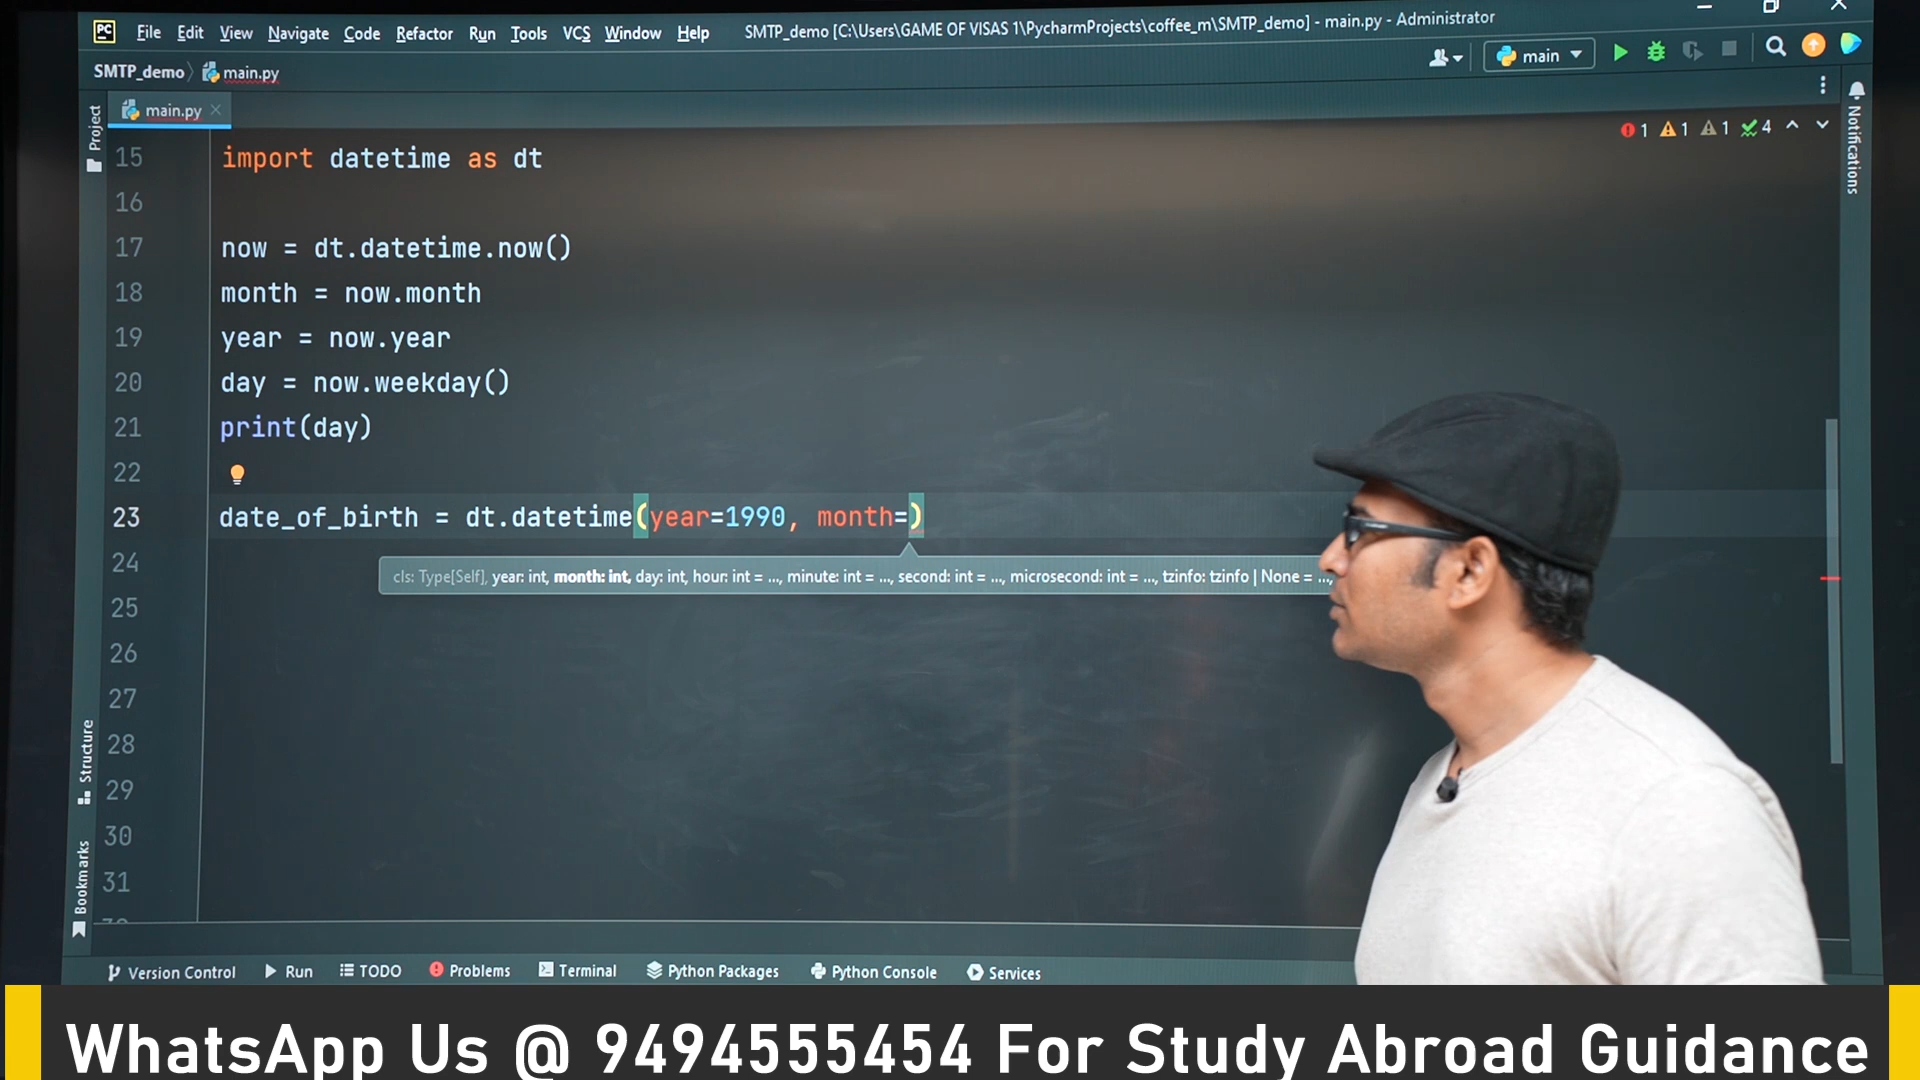 PC File Edit View Navigate Code Refactor Run Tools VCS Window Help SMTP_demo [C:\Users\GAME OF VISAS 1\PycharmProjects\coffee_m\SMTP_demo] - main.py - Administrator
SMTP_demo main.py
main
main.py
1 1 1 4
Project
Notifications
15 import datetime as dt
16
17 now = dt.datetime.now()
18 month = now.month
19 year = now.year
20 day = now.weekday()
21 print(day)
22
23 date_of_birth = dt.datetime(year=1990, month=)
cls: Type[Self], year: int, month: int, day: int, hour: int = ..., minute: int = ..., second: int = ..., microsecond: int = ..., tzinfo: tzinfo | None = ...,
24
25
26
27
28
29
30
31
Structure
Bookmarks
Version Control Run TODO Problems Terminal Python Packages Python Console Services
WhatsApp Us @ 9494555454 For Study Abroad Guidance